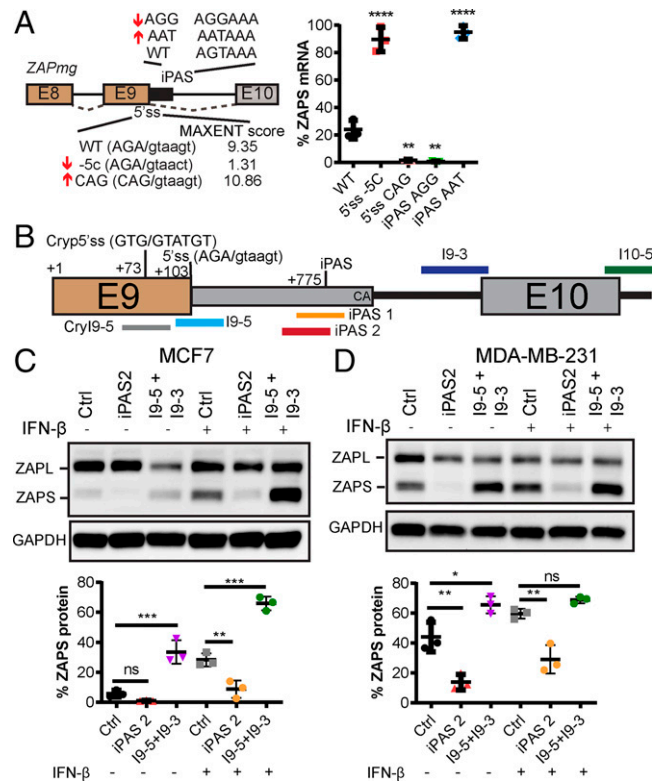 A
AGG AGGAAA
AAT AATAAA
WT AGTAAA
ZAPmg
iPAS
E8 E9 E10
5'ss
MAXENT score
WT (AGA/gtaagt) 9.35
-5c (AGA/gtaact) 1.31
CAG (CAG/gtaagt) 10.86
% ZAPS mRNA
100
80
60
40
20
0
****
**
**
****
WT
5'ss -5C
5'ss CAG
iPAS AGG
iPAS AAT
B
Cryp5'ss (GTG/GTATGT)
5'ss (AGA/gtaagt)
iPAS
I9-3
I10-5
+1
+73
+103
+775
E9
CA
E10
CryI9-5
I9-5
iPAS 1
iPAS 2
C
MCF7
Ctrl
iPAS2
I9-5 +
I9-3
Ctrl
iPAS2
I9-5 +
I9-3
IFN-β - - - + + +
ZAPL
ZAPS
GAPDH
% ZAPS protein
80
60
40
20
0
ns
***
**
***
Ctrl
iPAS 2
I9-5+I9-3
Ctrl
iPAS 2
I9-5+I9-3
IFN-β - - - + + +
D
MDA-MB-231
Ctrl
iPAS2
I9-5 +
I9-3
Ctrl
iPAS2
I9-5 +
I9-3
IFN-β - - - + + +
ZAPL
ZAPS
GAPDH
% ZAPS protein
100
80
60
40
20
0
**
*
**
ns
Ctrl
iPAS 2
I9-5+I9-3
Ctrl
iPAS 2
I9-5+I9-3
IFN-β - - - + + +